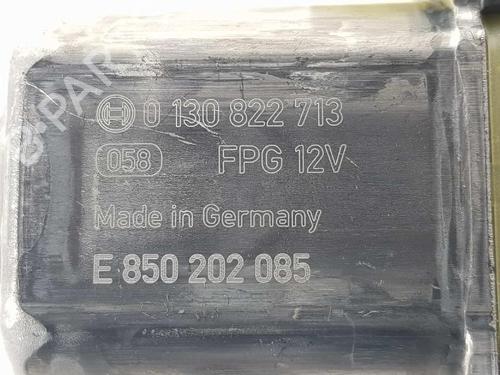 0 130 822 713
058 FPG 12V
Made in Germany
E 850 202 085